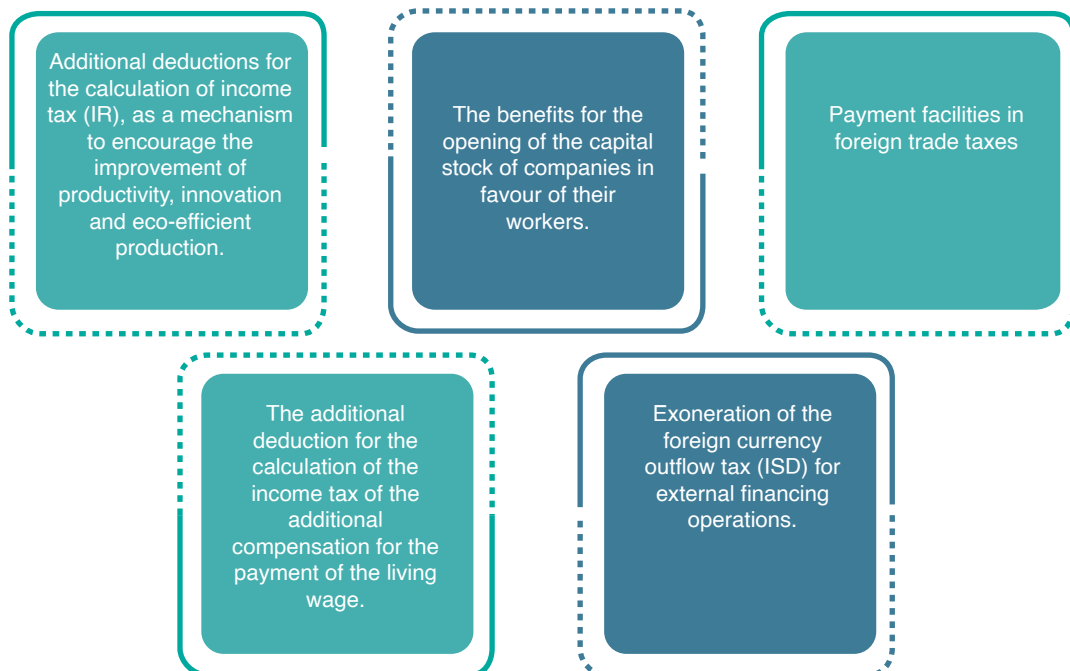 Additional deductions for
the calculation of income
tax (IR), as a mechanism
to encourage the
improvement of
productivity, innovation
and eco-efficient
production.
The benefits for the
opening of the capital
stock of companies in
favour of their
workers.
Payment facilities in
foreign trade taxes
The additional
deduction for the
calculation of the
income tax of the
additional
compensation for the
payment of the living
wage.
Exoneration of the
foreign currency
outflow tax (ISD) for
external financing
operations.